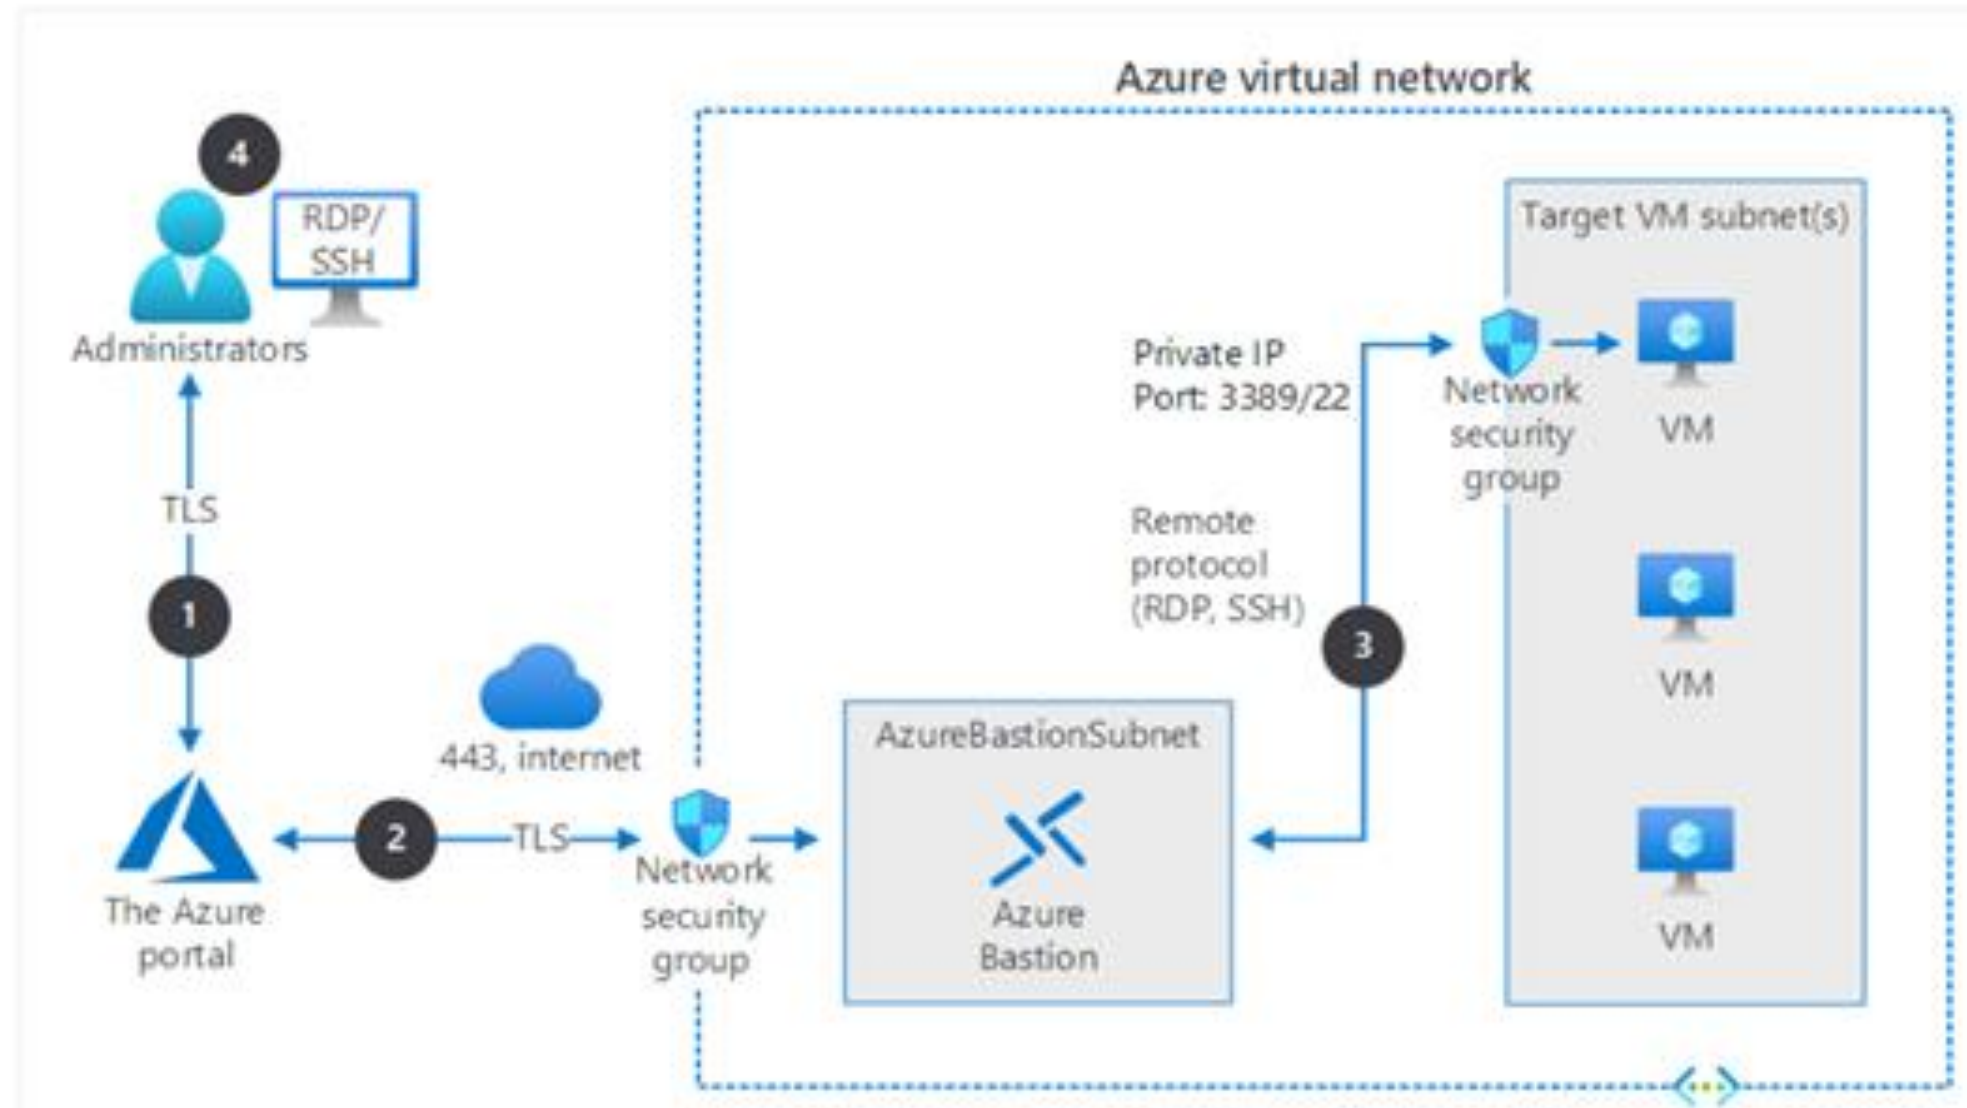 Azure virtual network
4
RDP/
SSH
Administrators
TLS
1
The Azure
portal
443, internet
2
TLS
Network
security
group
AzureBastionSubnet
Azure
Bastion
Private IP
Port: 3389/22
Remote
protocol
(RDP, SSH)
3
Target VM subnet(s)
Network
security
group
VM
VM
VM